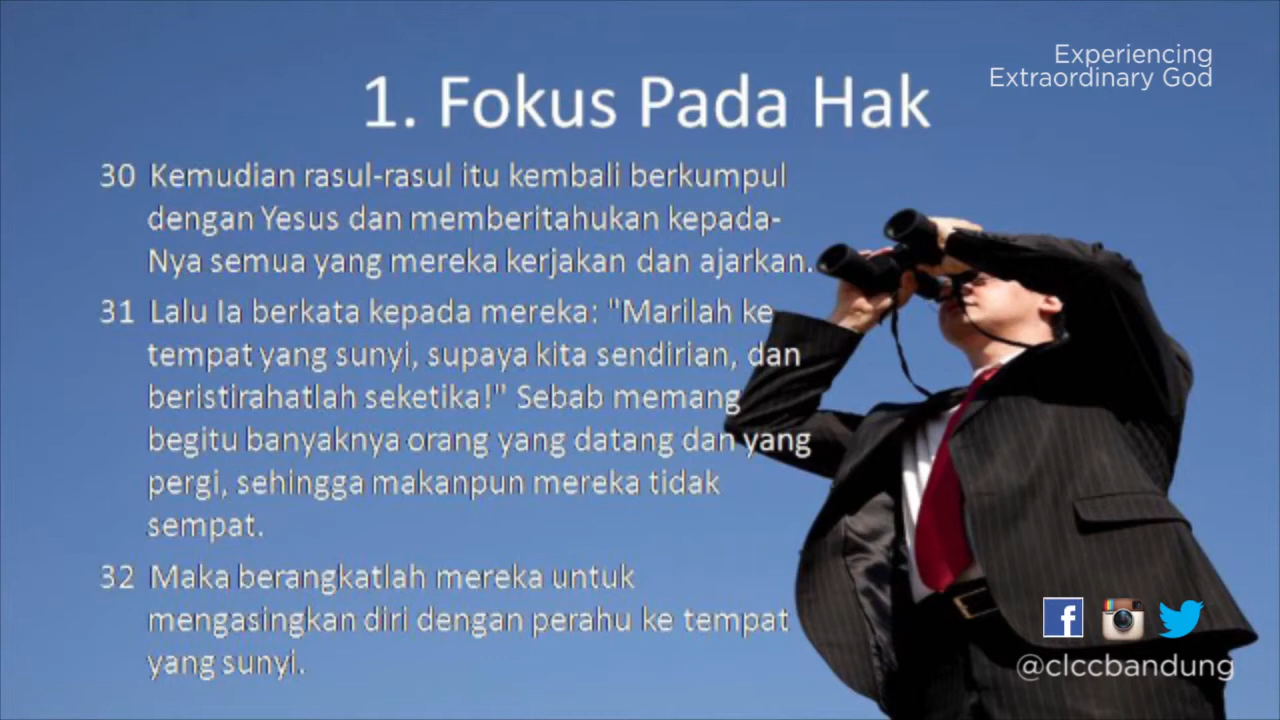 Experiencing
Extraordinary God
1. Fokus Pada Hak
30 Kemudian rasul-rasul itu kembali berkumpul
dengan Yesus dan memberitahukan kepada-
Nya semua yang mereka kerjakan dan ajarkan.
31 Lalu Ia berkata kepada mereka: "Marilah ke
tempat yang sunyi, supaya kita sendirian, dan
beristirahatlah seketika!" Sebab memang
begitu banyaknya orang yang datang dan yang
pergi, sehingga makanpun mereka tidak
sempat.
32 Maka berangkatlah mereka untuk
mengasingkan diri dengan perahu ke tempat
yang sunyi.
@clccbandung